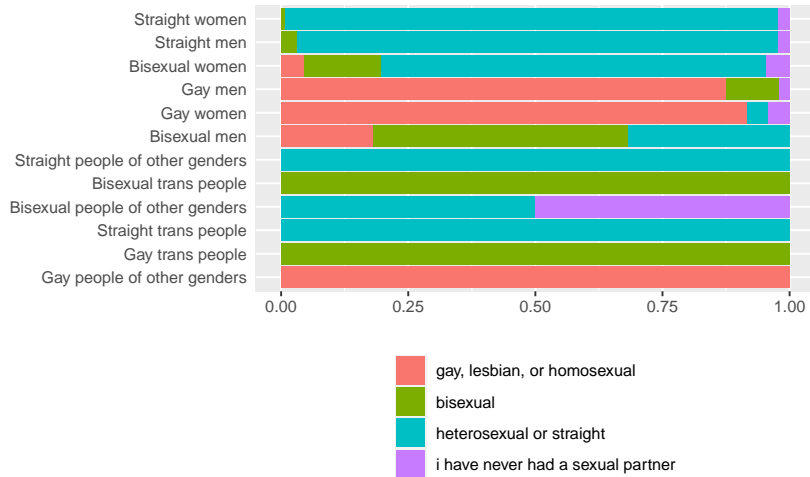 Straight women
Straight men
Bisexual women
Gay men
Gay women
Bisexual men
Straight people of other genders
Bisexual trans people
Bisexual people of other genders
Straight trans people
Gay trans people
Gay people of other genders
0.00 0.25 0.50 0.75 1.00
gay, lesbian, or homosexual
bisexual
heterosexual or straight
i have never had a sexual partner